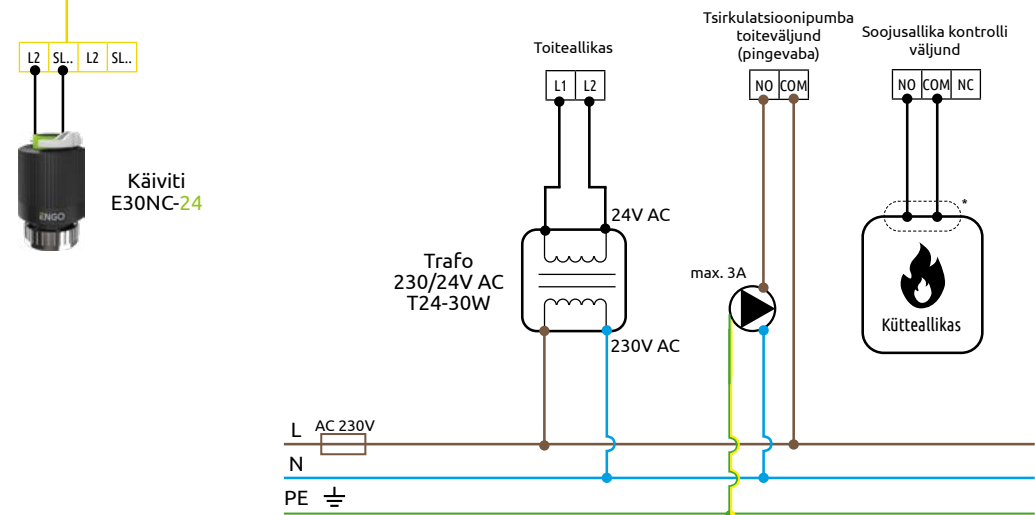 L2 SL.. L2 SL..
ENGO
Käiviti
E30NC-24
Toiteallikas
L1 L2
24V AC
Trafo
230/24V AC
T24-30W
230V AC
Tsirkulatsioonipumba
toiteväljund
(pingevaba)
NO COM
max. 3A
Soojusallika kontrolli
väljund
NO COM NC
*
Kütteallikas
L AC 230V
N
PE